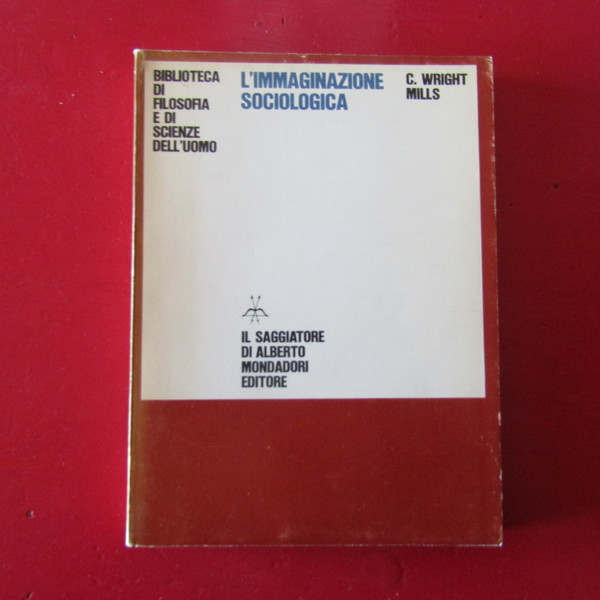 BIBLIOTECA
DI
FILOSOFIA
E DI
SCIENZE
DELL'UOMO
L'IMMAGINAZIONE
SOCIOLOGICA
C. WRIGHT
MILLS
IL SAGGIATORE
DI ALBERTO
MONDADORI
EDITORE